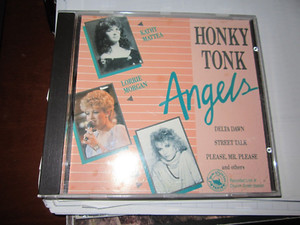 KATHY MATTEA
HONKY
TONK
Angels
LORRIE
MORGAN
DELTA DAWN
STREET TALK
PLEASE, MR. PLEASE
and others